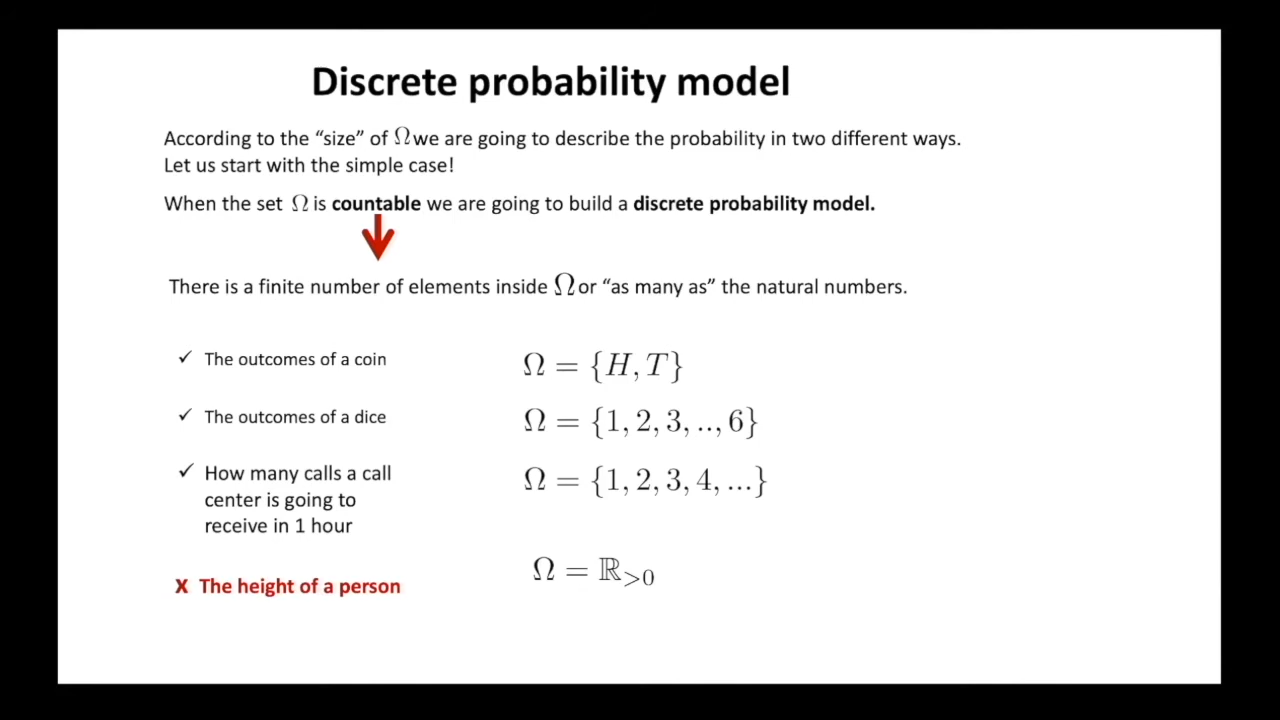 Discrete probability model
According to the “size” of Ω we are going to describe the probability in two different ways.
Let us start with the simple case!
When the set Ω is countable we are going to build a discrete probability model.
There is a finite number of elements inside Ω or “as many as” the natural numbers.
✓ The outcomes of a coin Ω = {H, T}
✓ The outcomes of a dice Ω = {1, 2, 3, .., 6}
✓ How many calls a call
center is going to Ω = {1, 2, 3, 4, ...}
receive in 1 hour
X The height of a person Ω = ℝ>0